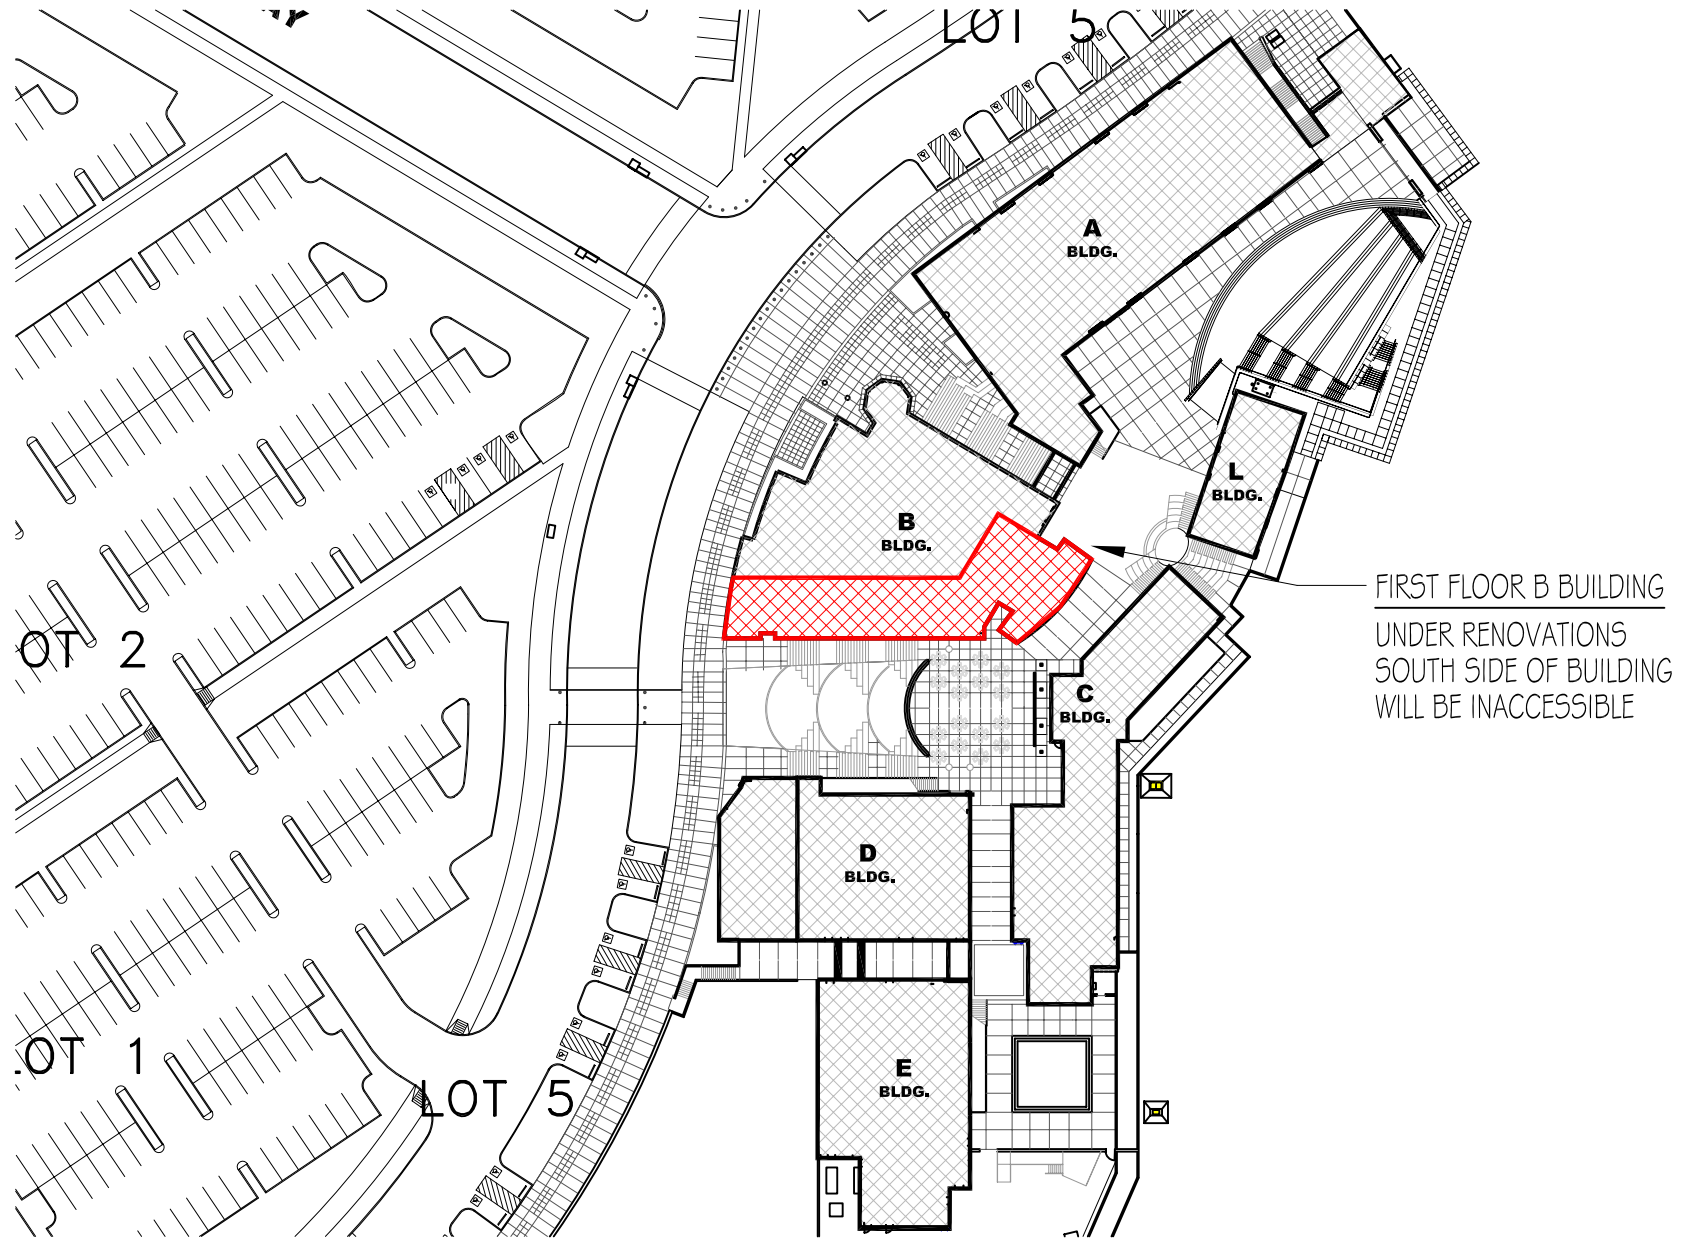 LOT 5
A
BLDG.
L
BLDG.
B
BLDG.
FIRST FLOOR B BUILDING
UNDER RENOVATIONS
SOUTH SIDE OF BUILDING
WILL BE INACCESSIBLE
OT 2
C
BLDG.
D
BLDG.
LOT 1
E
BLDG.
LOT 5